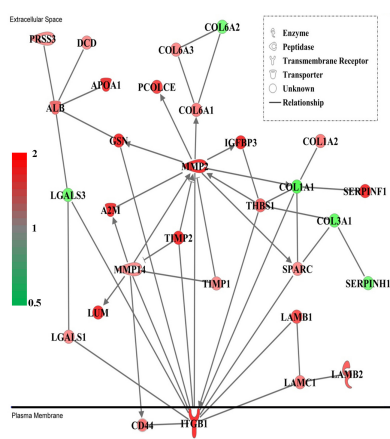 Extracellular Space
COL6A2
PRSS3
DCD
COL6A3
Enzyme
Peptidase
Transmembrane Receptor
Transporter
Unknown
Relationship
APOA1
PCOLCE
ALB
COL6A1
GSN
IGFBP3
COL1A2
2
MMP2
LGALS3
COL1A1
SERPINF1
A2M
THBS1
COL3A1
1
TIMP2
MMP14
SPARC
TIMP1
SERPINH1
0.5
LUM
LAMB1
LGALS1
LAMB2
LAMC1
Plasma Membrane
CD44
ITGB1